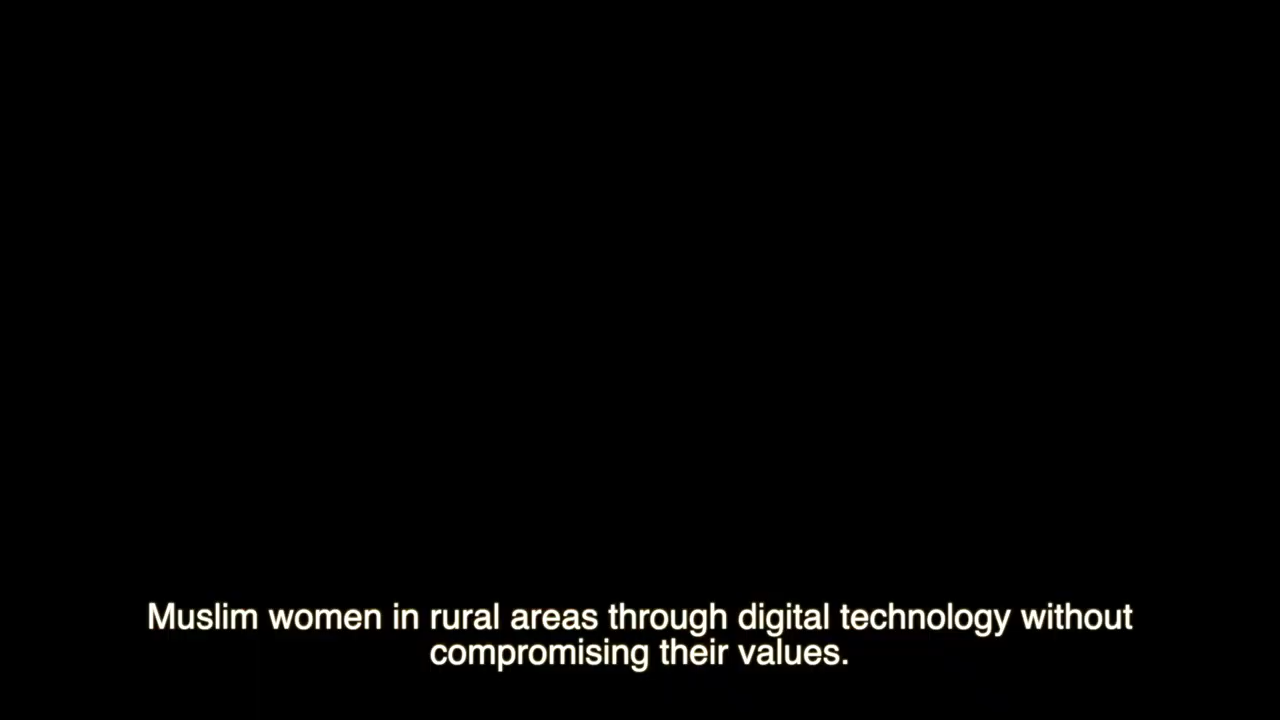 Muslim women in rural areas through digital technology without
compromising their values.